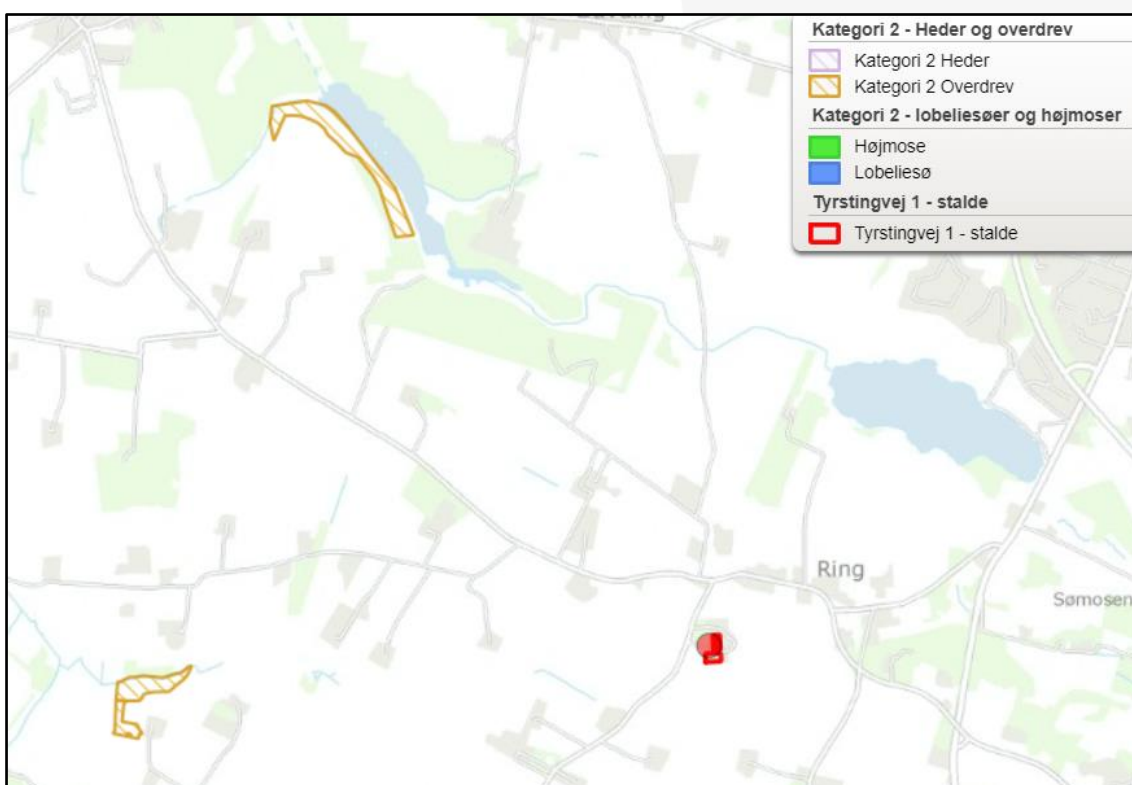 Kategori 2 - Heder og overdrev
Kategori 2 Heder
Kategori 2 Overdrev
Kategori 2 - lobeliesøer og højmoser
Højmose
Lobeliesø
Tyrstingvej 1 - stalde
Tyrstingvej 1 - stalde
Ring
Sømosen